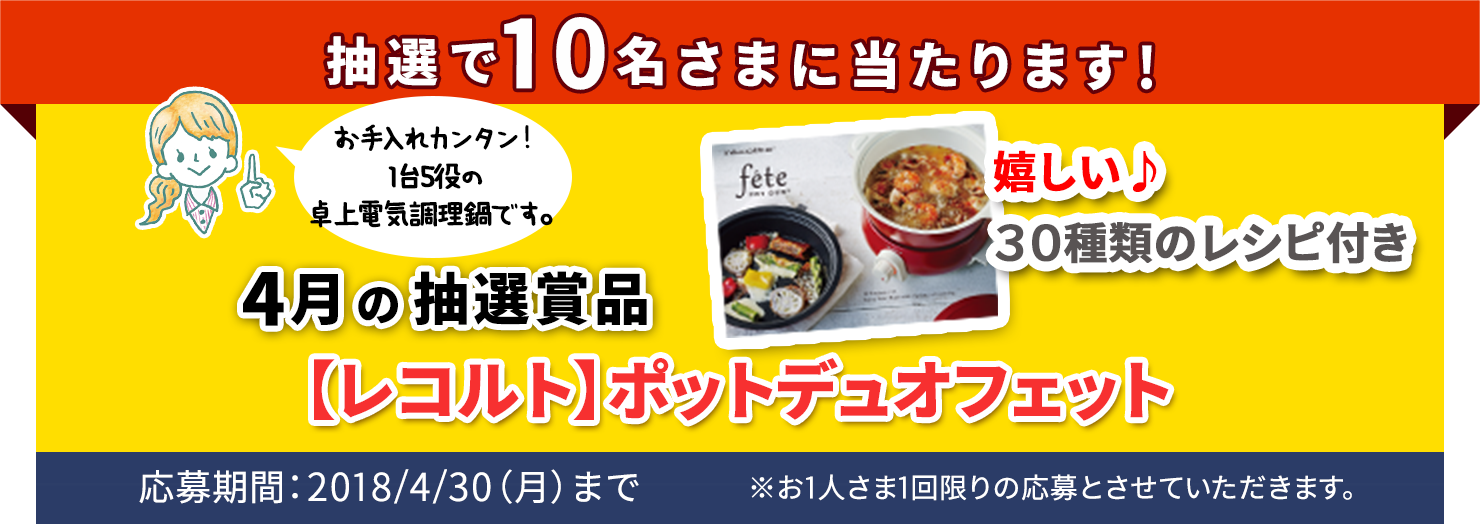 抽選で10名さまに当たります！
お手入れカンタン！
1台5役の
卓上電気調理鍋です。
fête
嬉しい♪
30種類のレシピ付き
4月の抽選賞品
【レコルト】ポットデュオフェット
応募期間：2018/4/30（月）まで
※お1人さま1回限りの応募とさせていただきます。